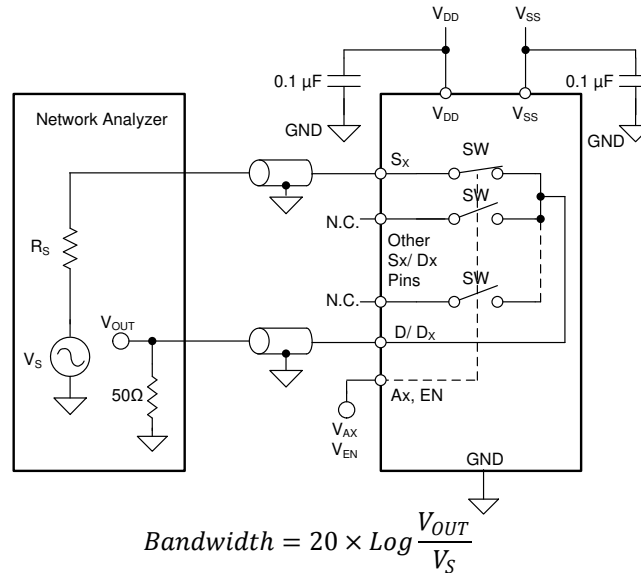 V_DD V_SS
0.1 µF 0.1 µF
Network Analyzer
V_DD V_SS
GND GND
S_X SW
N.C. SW
R_S
Other
Sx/ Dx
Pins
SW
N.C.
V_OUT
D/ D_X
V_S
50Ω
Ax, EN
V_AX
V_EN
GND
Bandwidth = 20 × Log V_OUT / V_S